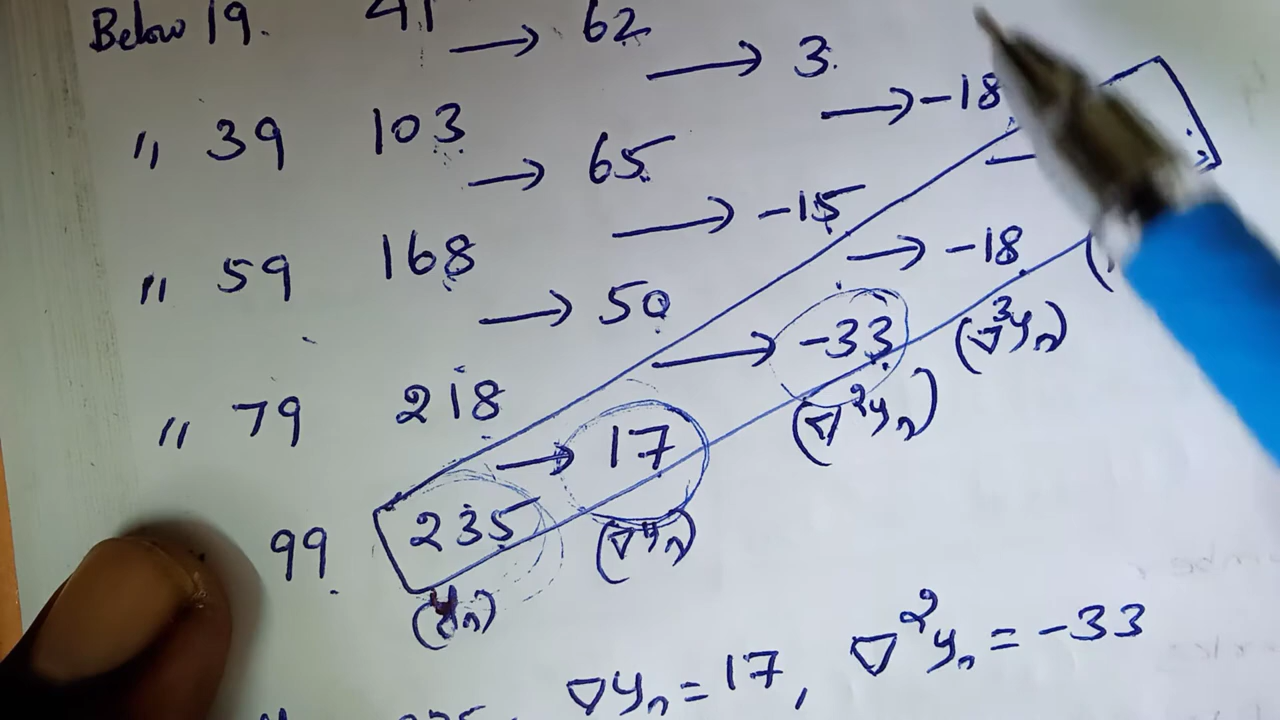 Below 19. 41 → 62
→ 3
→ -18
„ 39 103
→ 65
→ -15
→ -18
(∇³yₙ)
„ 59 168
→ 50
→ -33
(∇²yₙ)
„ 79 218
→ 17
(∇yₙ)
99. 235
(yₙ)
∇yₙ = 17, ∇²yₙ = -33